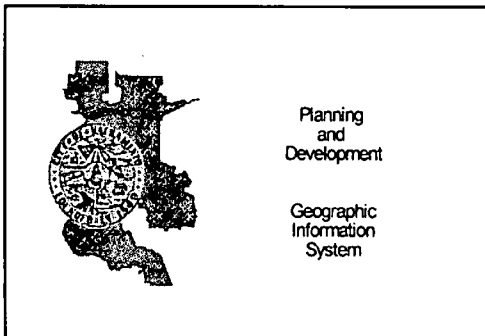 Planning
and
Development
Geographic
Information
System